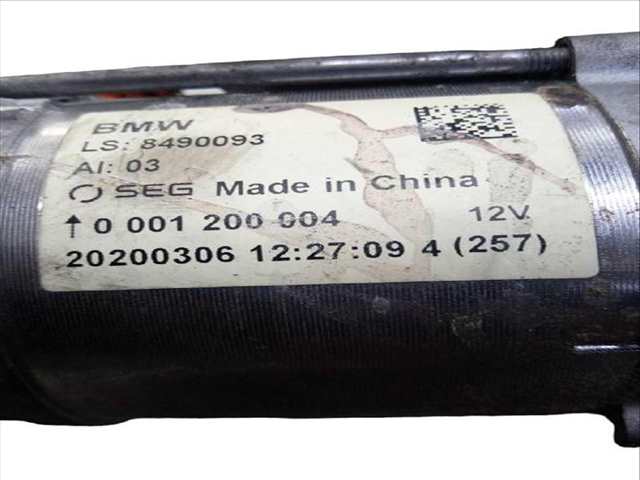 BMW
LS: 8490093
AI: 03
SEG Made in China
↑ 0 001 200 004 12V
20200306 12:27:09 4 (257)